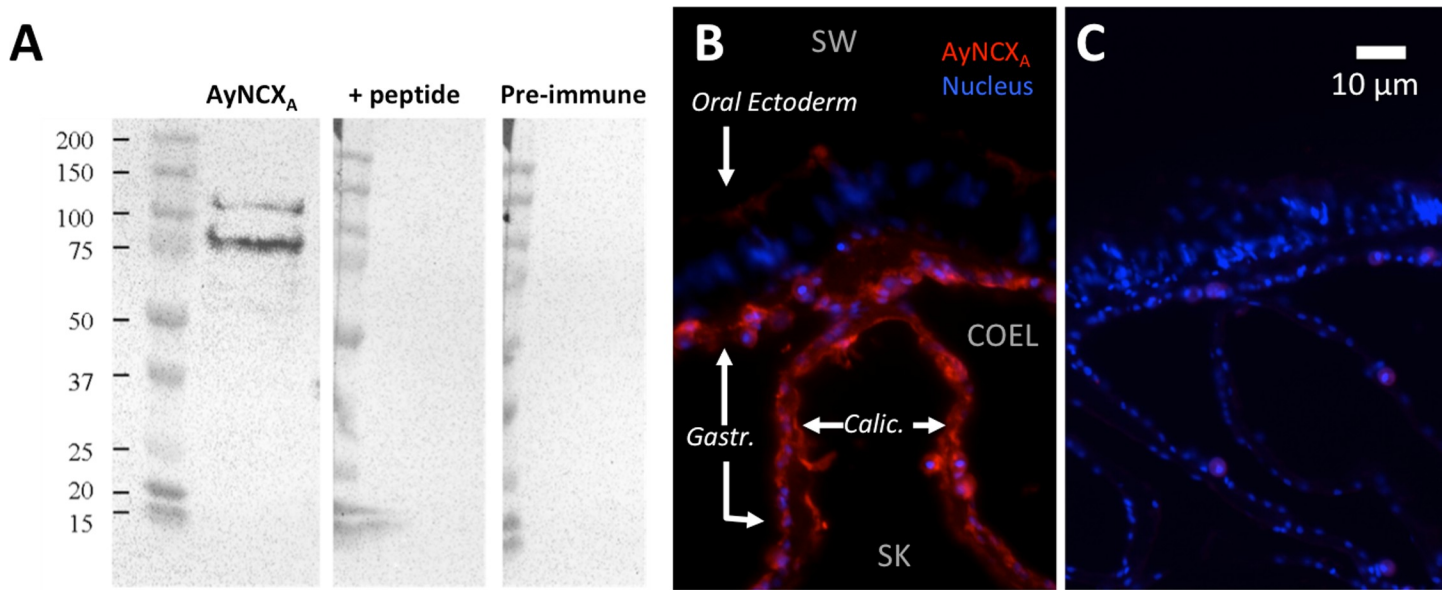 A
AyNCXA
+ peptide
Pre-immune
200
150
100
75
50
37
25
20
15
B
SW
AyNCXA
Nucleus
Oral Ectoderm
COEL
Gastr.
Calic.
SK
C
10 µm